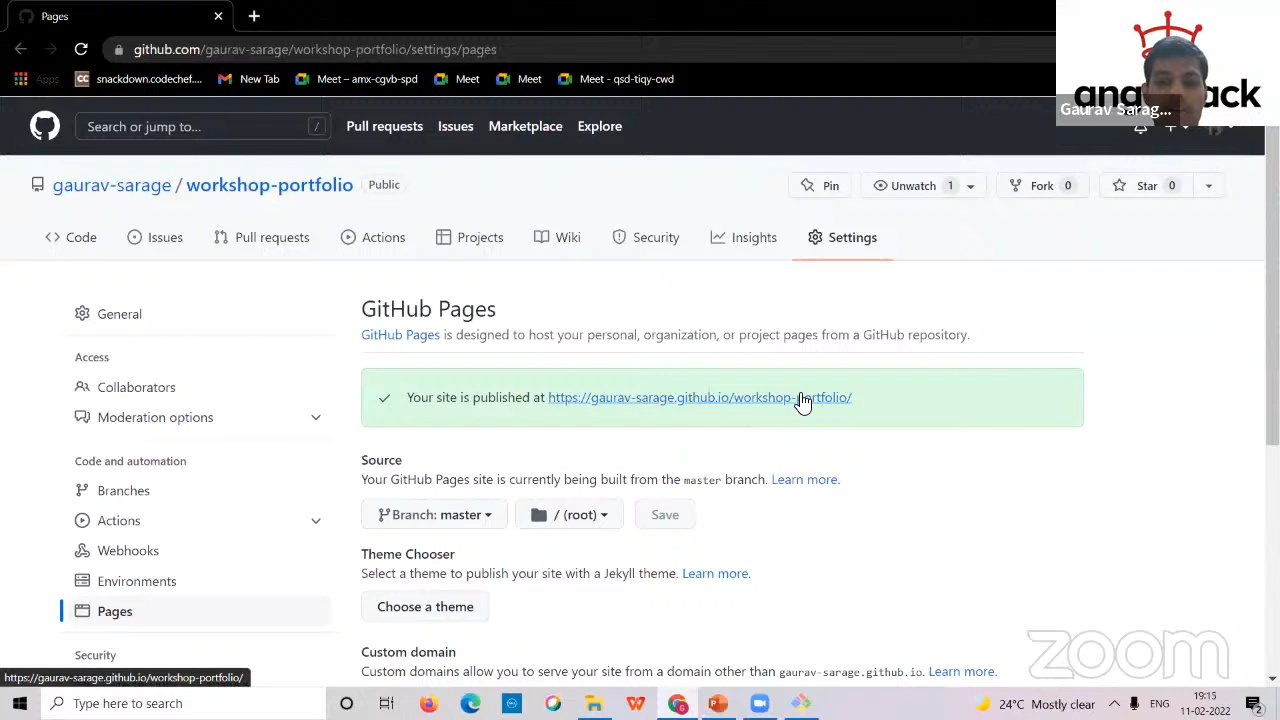 Pages
github.com/gaurav-sarage/workshop-portfolio/settings/pages
Apps
CC
snackdown.codechef....
New Tab
Meet – amx-cgvb-spd
Meet
Meet
Meet - qsd-tiqy-cwd
Gaurav Sarag...
Search or jump to...
/
Pull requests
Issues
Marketplace
Explore
gaurav-sarage / workshop-portfolio
Public
Pin
Unwatch 1
Fork 0
Star 0
Code
Issues
Pull requests
Actions
Projects
Wiki
Security
Insights
Settings
General
Access
Collaborators
Moderation options
Code and automation
Branches
Actions
Webhooks
Environments
Pages
Security
GitHub Pages
GitHub Pages is designed to host your personal, organization, or project pages from a GitHub repository.
Your site is published at https://gaurav-sarage.github.io/workshop-portfolio/
Source
Your GitHub Pages site is currently being built from the master branch. Learn more.
Branch: master
/ (root)
Save
Theme Chooser
Select a theme to publish your site with a Jekyll theme. Learn more.
Choose a theme
Custom domain
Custom domains allow you to serve your site from a domain other than gaurav-sarage.github.io. Learn more.
zoom
https://gaurav-sarage.github.io/workshop-portfolio/
Type here to search
24°C Mostly clear
ENG
19:15
11-02-2022
2